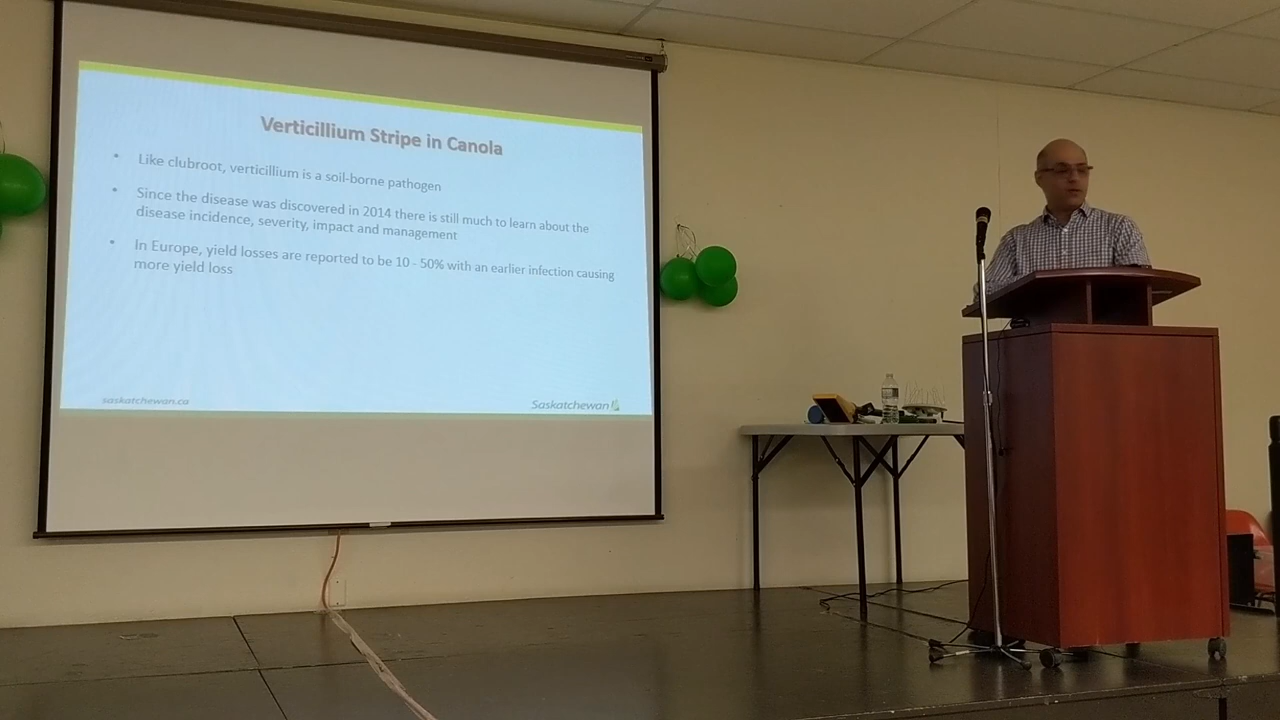 Verticillium Stripe in Canola
• Like clubroot, verticillium is a soil-borne pathogen
• Since the disease was discovered in 2014 there is still much to learn about the
disease incidence, severity, impact and management
• In Europe, yield losses are reported to be 10 - 50% with an earlier infection causing
more yield loss
saskatchewan.ca
Saskatchewan